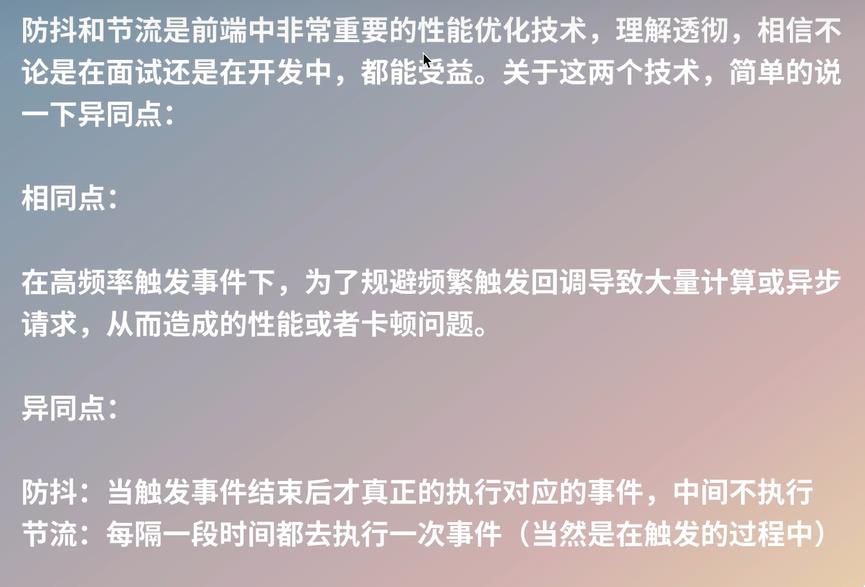 防抖和节流是前端中非常重要的性能优化技术，理解透彻，相信不
论是在面试还是在开发中，都能受益。关于这两个技术，简单的说
一下异同点：
相同点：
在高频率触发事件下，为了规避频繁触发回调导致大量计算或异步
请求，从而造成的性能或者卡顿问题。
异同点：
防抖：当触发事件结束后才真正的执行对应的事件，中间不执行
节流：每隔一段时间都去执行一次事件（当然是在触发的过程中）